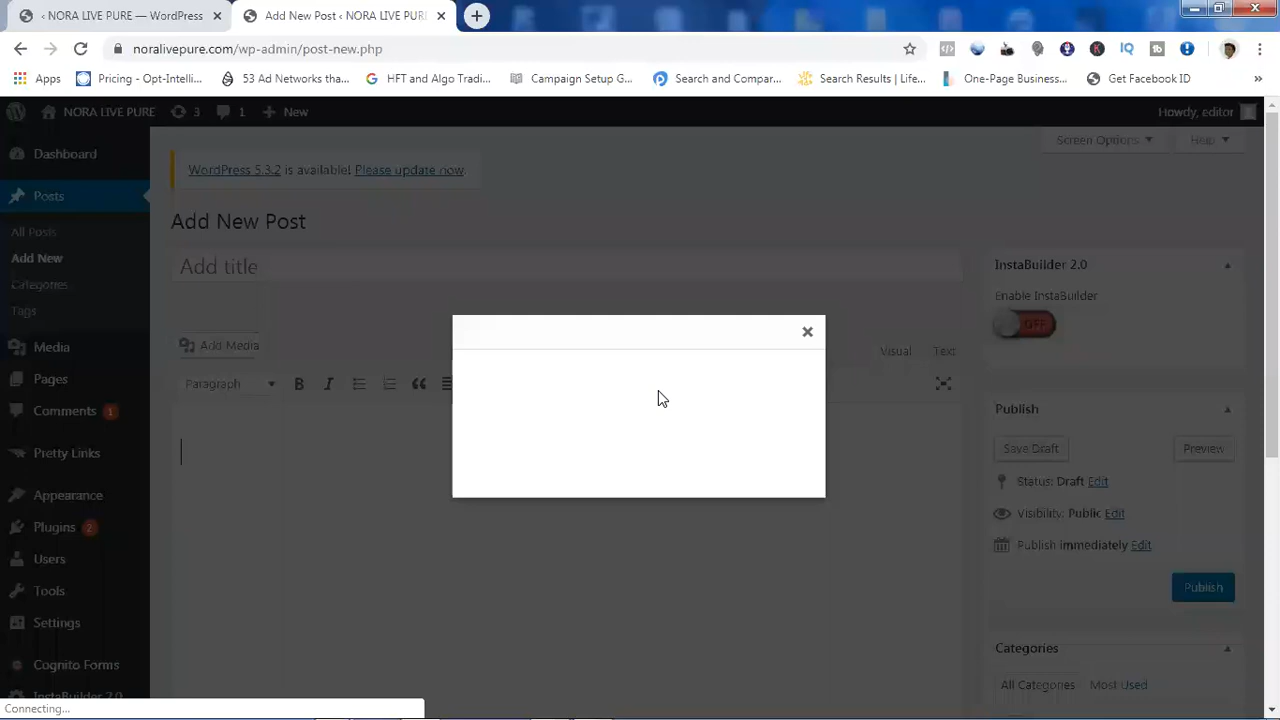 ‹ NORA LIVE PURE — WordPress
Add New Post ‹ NORA LIVE PURE
noralivepure.com/wp-admin/post-new.php
Apps
Pricing - Opt-Intelli...
53 Ad Networks tha...
HFT and Algo Tradi...
Campaign Setup G...
Search and Compar...
Search Results | Life...
One-Page Business...
Get Facebook ID
»
NORA LIVE PURE
3
1
New
Howdy, editor
Dashboard
Posts
All Posts
Add New
Categories
Tags
Media
Pages
Comments 1
Pretty Links
Appearance
Plugins 2
Users
Tools
Settings
Cognito Forms
InstaBuilder 2.0
Connecting...
Screen Options
Help
WordPress 5.3.2 is available! Please update now.
Add New Post
Add title
Add Media
Visual
Text
Paragraph
B
I
InstaBuilder 2.0
Enable InstaBuilder
OFF
Publish
Save Draft
Preview
Status: Draft Edit
Visibility: Public Edit
Publish immediately Edit
Publish
Categories
All Categories
Most Used